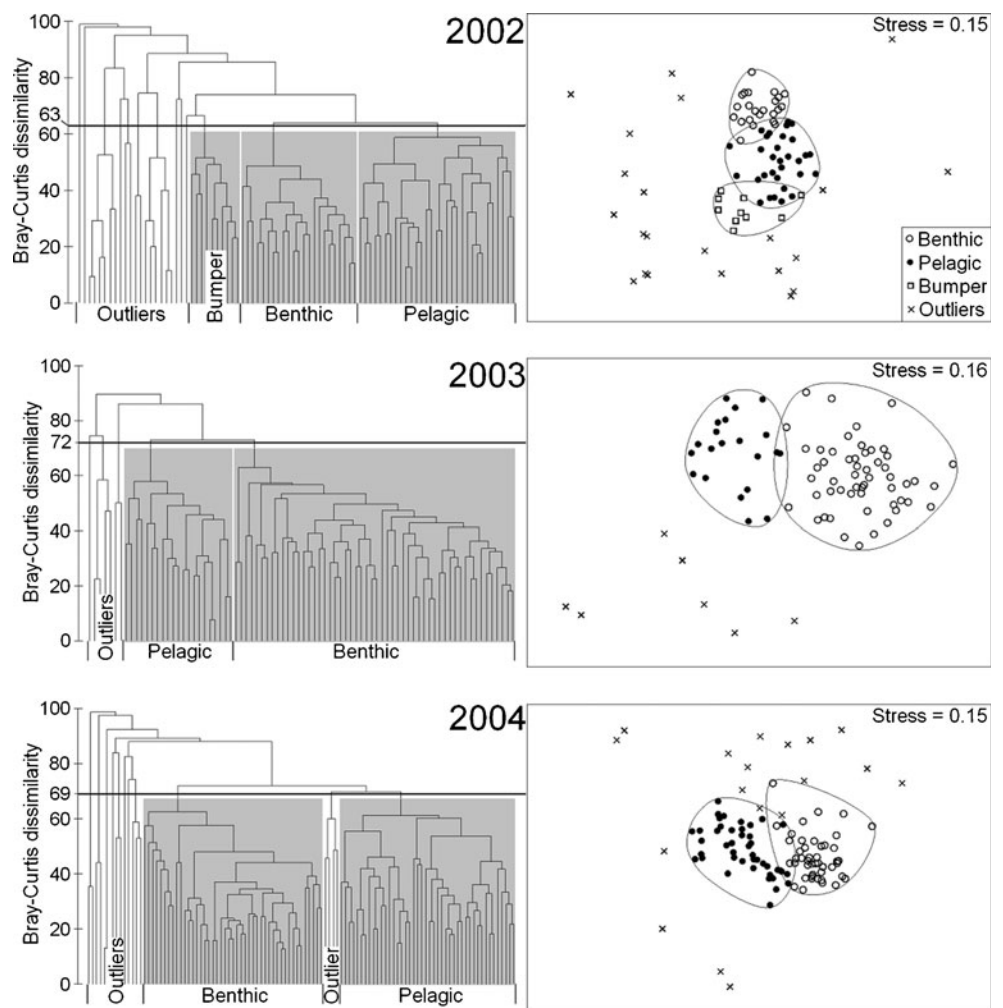 2002
Bray-Curtis dissimilarity
100
80
63
60
40
20
0
Outliers
Bumper
Benthic
Pelagic
Stress = 0.15
Benthic
Pelagic
Bumper
Outliers
2003
Bray-Curtis dissimilarity
100
80
72
60
40
20
0
Outliers
Pelagic
Benthic
Stress = 0.16
2004
Bray-Curtis dissimilarity
100
80
69
60
40
20
0
Outliers
Benthic
Outlier
Pelagic
Stress = 0.15